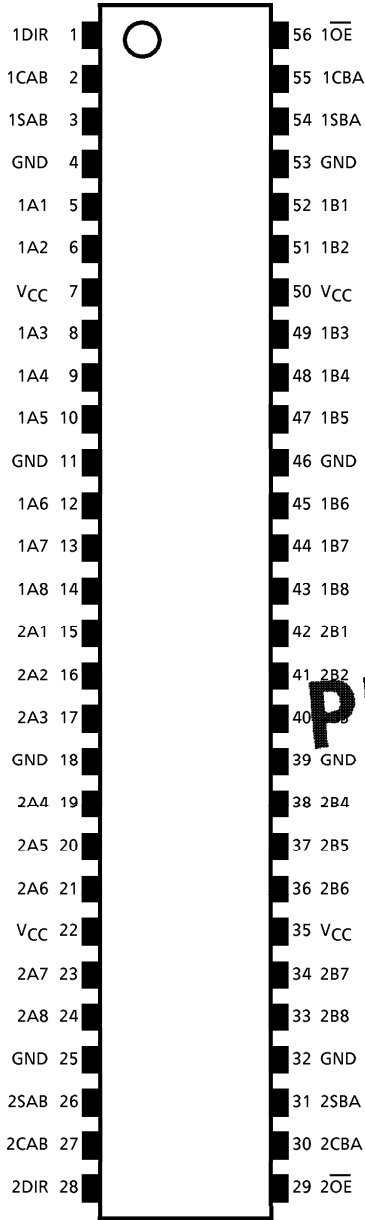 1DIR 1 56 1O̅E̅
1CAB 2 55 1CBA
1SAB 3 54 1SBA
GND 4 53 GND
1A1 5 52 1B1
1A2 6 51 1B2
VCC 7 50 VCC
1A3 8 49 1B3
1A4 9 48 1B4
1A5 10 47 1B5
GND 11 46 GND
1A6 12 45 1B6
1A7 13 44 1B7
1A8 14 43 1B8
2A1 15 42 2B1
2A2 16 41 2B2
2A3 17 40
P
GND 18 39 GND
2A4 19 38 2B4
2A5 20 37 2B5
2A6 21 36 2B6
VCC 22 35 VCC
2A7 23 34 2B7
2A8 24 33 2B8
GND 25 32 GND
2SAB 26 31 2SBA
2CAB 27 30 2CBA
2DIR 28 29 2O̅E̅